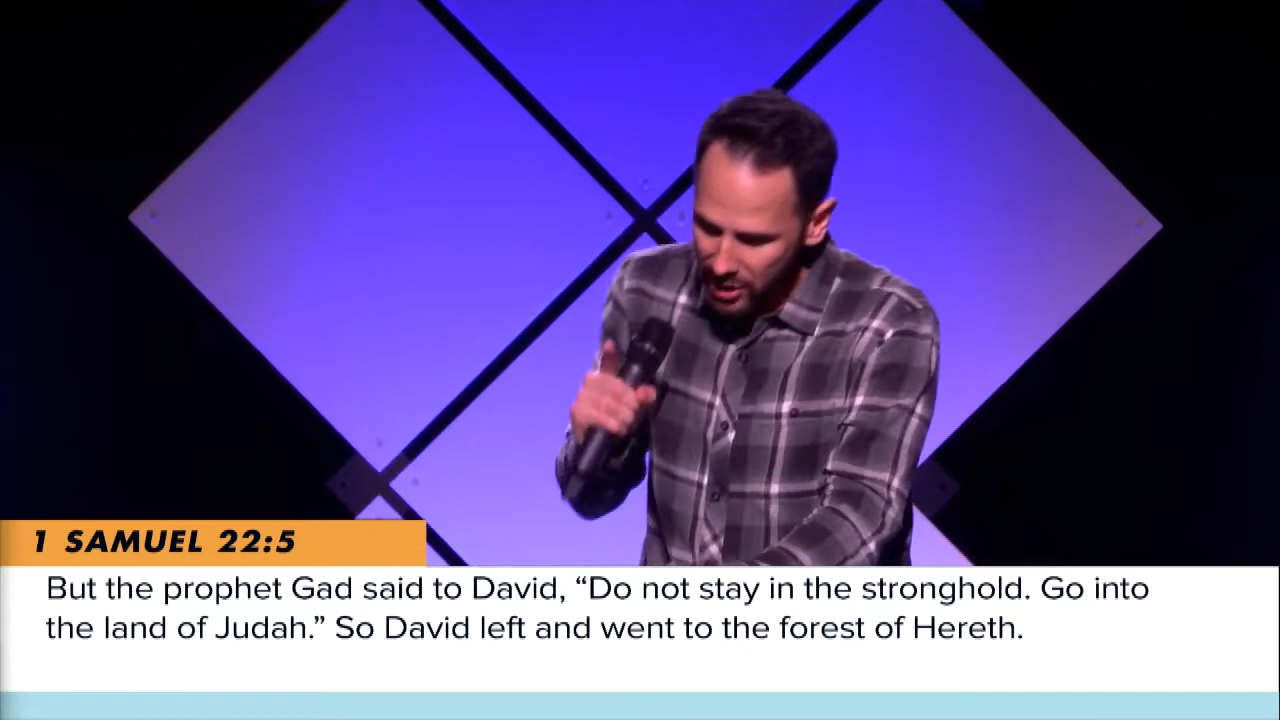 1 SAMUEL 22:5
But the prophet Gad said to David, “Do not stay in the stronghold. Go into
the land of Judah.” So David left and went to the forest of Hereth.